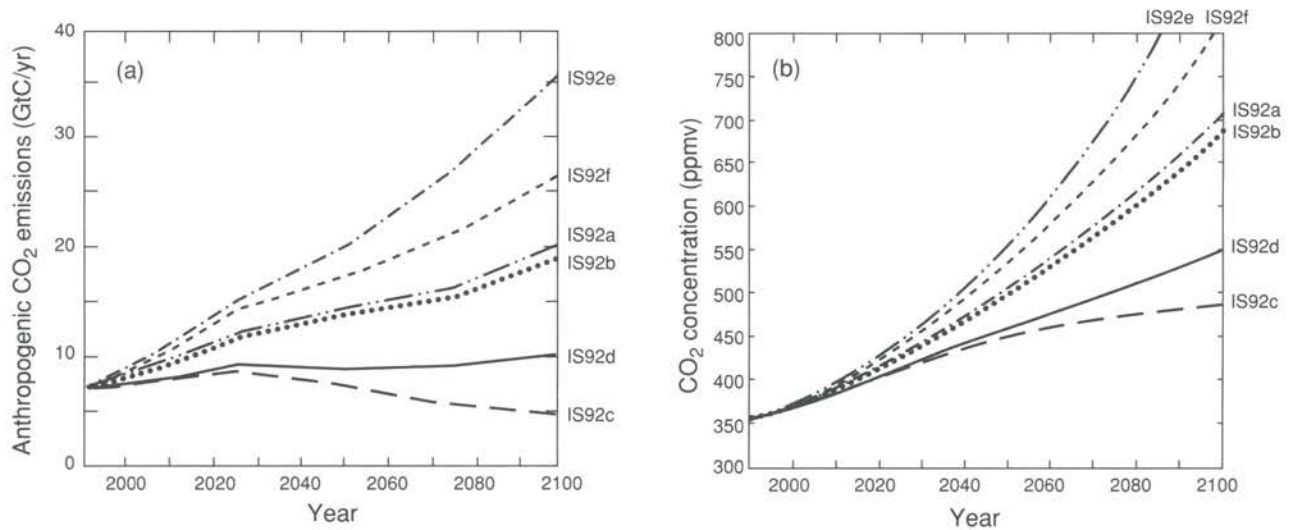 (a)
Anthropogenic CO2 emissions (GtC/yr)
40
30
20
10
0
2000 2020 2040 2060 2080 2100
Year
IS92e
IS92f
IS92a
IS92b
IS92d
IS92c
(b)
CO2 concentration (ppmv)
800
750
700
650
600
550
500
450
400
350
300
2000 2020 2040 2060 2080 2100
Year
IS92e IS92f
IS92a
IS92b
IS92d
IS92c